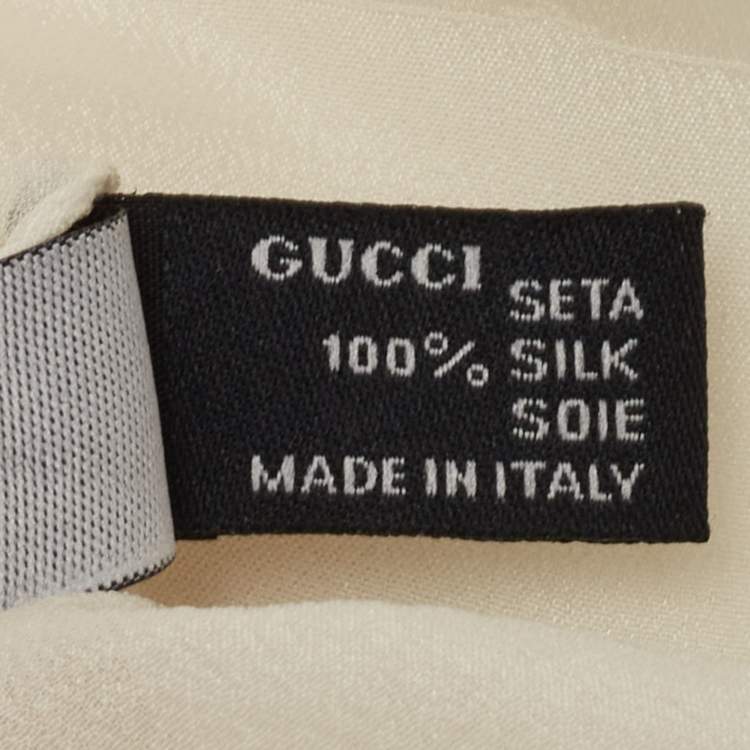 GUCCI
SETA
100% SILK
SOIE
MADE IN ITALY